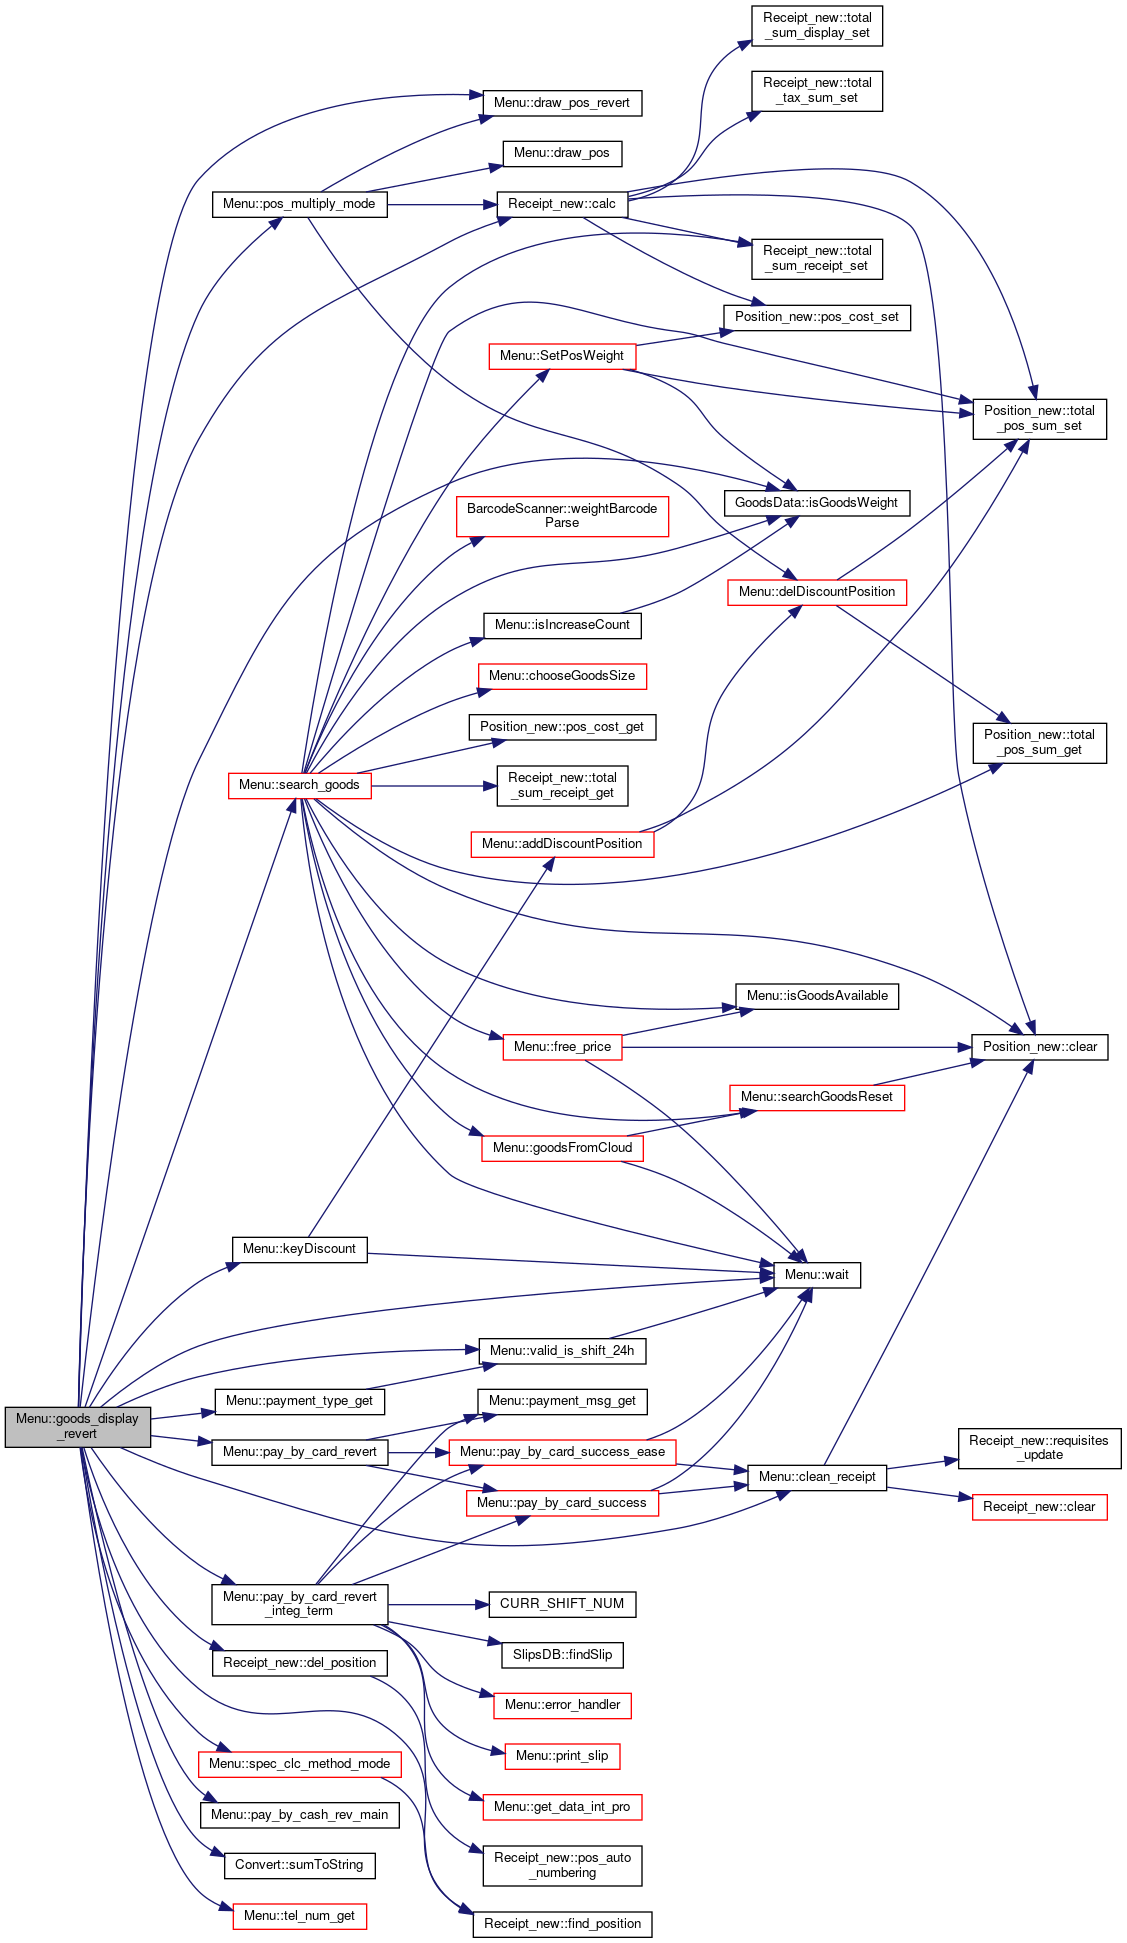 Receipt_new::total
_sum_display_set
Receipt_new::total
_tax_sum_set
Menu::draw_pos_revert
Menu::draw_pos
Menu::pos_multiply_mode
Receipt_new::calc
Receipt_new::total
_sum_receipt_set
Position_new::pos_cost_set
Menu::SetPosWeight
Position_new::total
_pos_sum_set
GoodsData::isGoodsWeight
BarcodeScanner::weightBarcode
Parse
Menu::delDiscountPosition
Menu::isIncreaseCount
Menu::chooseGoodsSize
Position_new::pos_cost_get
Position_new::total
_pos_sum_get
Menu::search_goods
Receipt_new::total
_sum_receipt_get
Menu::addDiscountPosition
Menu::isGoodsAvailable
Menu::free_price
Position_new::clear
Menu::searchGoodsReset
Menu::goodsFromCloud
Menu::keyDiscount
Menu::wait
Menu::valid_is_shift_24h
Menu::payment_type_get
Menu::payment_msg_get
Menu::goods_display
_revert
Menu::pay_by_card_revert
Menu::pay_by_card_success_ease
Receipt_new::requisites
_update
Menu::clean_receipt
Menu::pay_by_card_success
Receipt_new::clear
Menu::pay_by_card_revert
_integ_term
CURR_SHIFT_NUM
SlipsDB::findSlip
Receipt_new::del_position
Menu::error_handler
Menu::print_slip
Menu::spec_clc_method_mode
Menu::get_data_int_pro
Menu::pay_by_cash_rev_main
Receipt_new::pos_auto
_numbering
Convert::sumToString
Menu::tel_num_get
Receipt_new::find_position